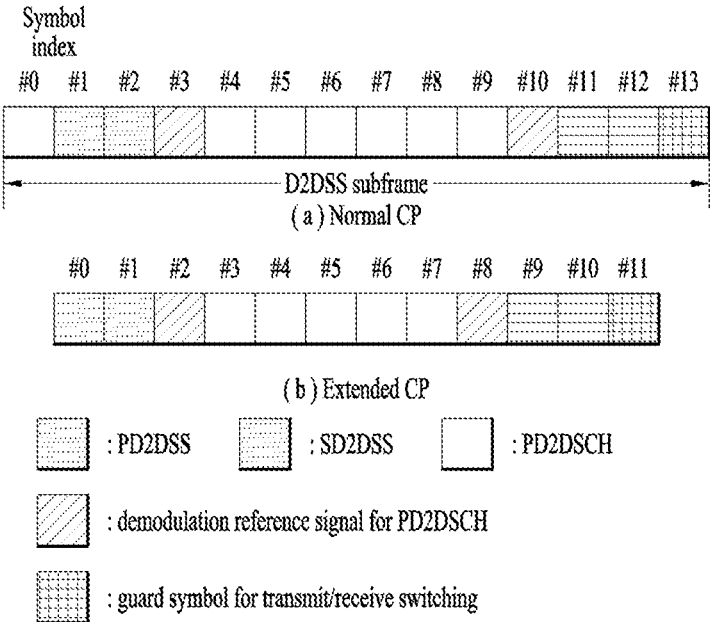 Symbol
index
#0 #1 #2 #3 #4 #5 #6 #7 #8 #9 #10 #11 #12 #13
D2DSS subframe
( a ) Normal CP
#0 #1 #2 #3 #4 #5 #6 #7 #8 #9 #10 #11
( b ) Extended CP
: PD2DSS : SD2DSS : PD2DSCH
: demodulation reference signal for PD2DSCH
: guard symbol for transmit/receive switching